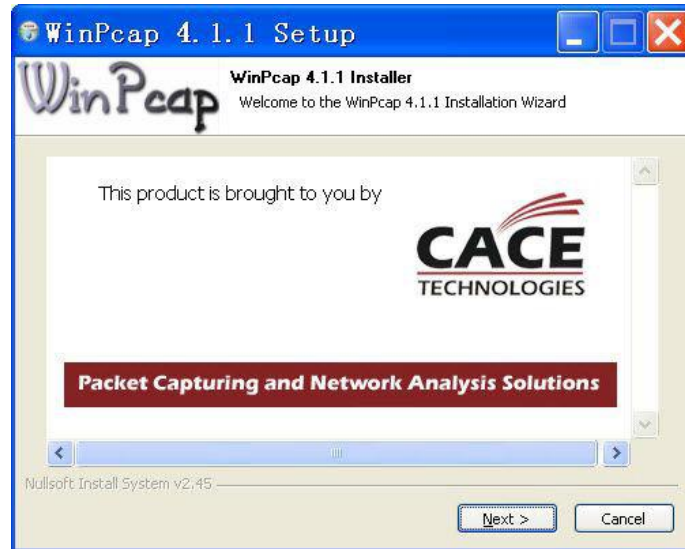 WinPcap 4.1.1 Setup
WinPcap
WinPcap 4.1.1 Installer
Welcome to the WinPcap 4.1.1 Installation Wizard
This product is brought to you by
CACE
TECHNOLOGIES
Packet Capturing and Network Analysis Solutions
Nullsoft Install System v2.45
Next >
Cancel